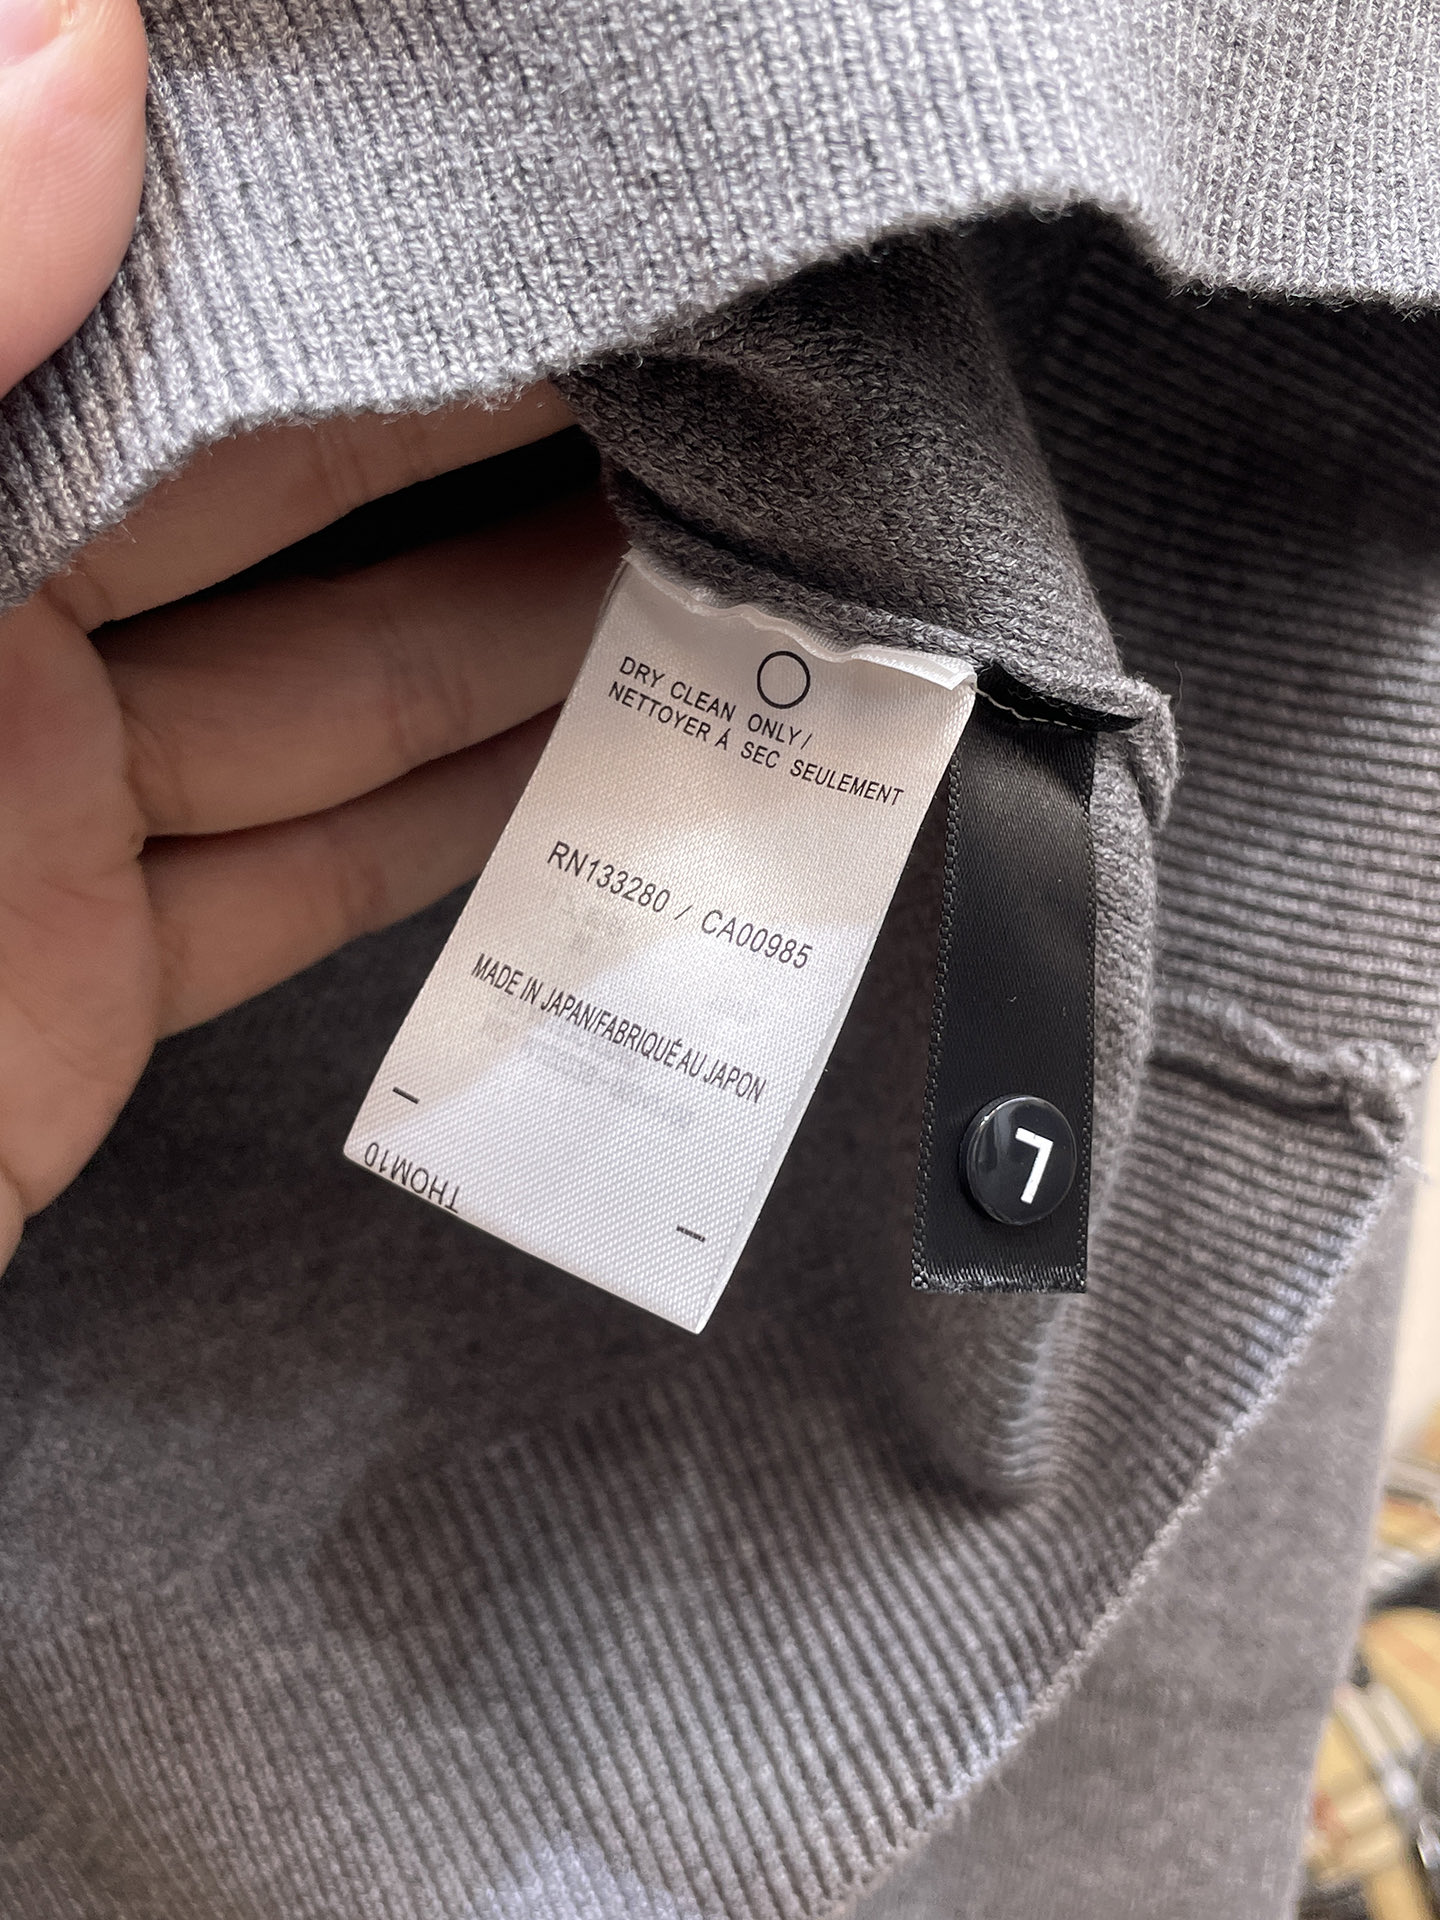 DRY CLEAN ONLY/
NETTOYER À SEC SEULEMENT
RN133280 / CA00985
MADE IN JAPAN/FABRIQUÉ AU JAPON
THOM10
L